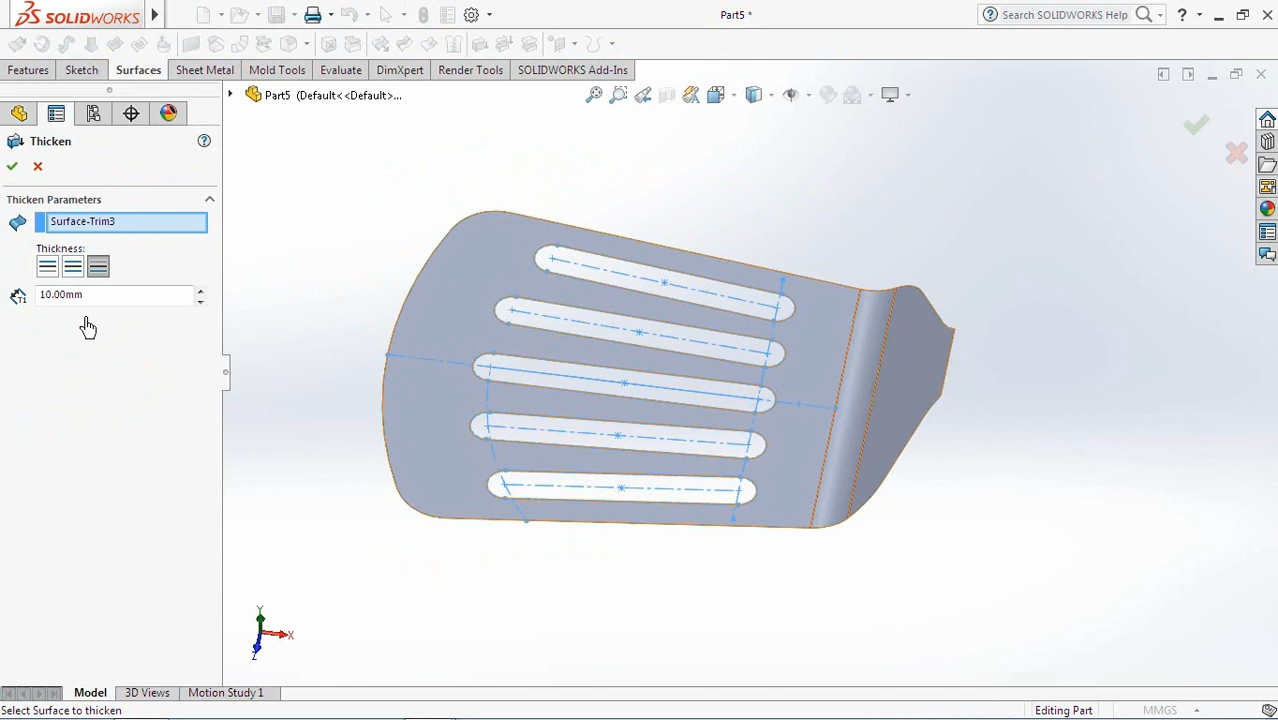 SOLIDWORKS
Part5 *
Search SOLIDWORKS Help
?
Features
Sketch
Surfaces
Sheet Metal
Mold Tools
Evaluate
DimXpert
Render Tools
SOLIDWORKS Add-Ins
Part5 (Default<<Default>...
Thicken
?
Thicken Parameters
Surface-Trim3
Thickness:
T1
10.00mm
Y
X
Z
Model
3D Views
Motion Study 1
Select Surface to thicken
Editing Part
MMGS